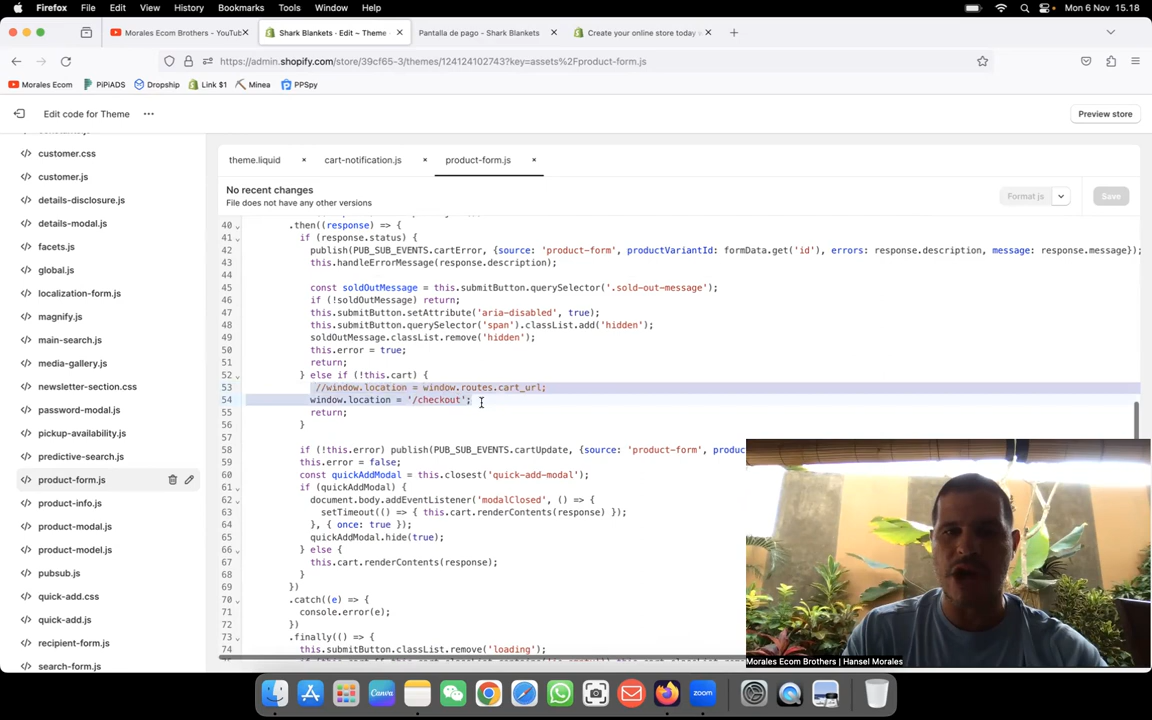 Firefox File Edit View History Bookmarks Tools Window Help Mon 6 Nov 15.18
Morales Ecom Brothers - YouTub
Shark Blankets · Edit ~ Theme
Pantalla de pago - Shark Blankets
Create your online store today
https://admin.shopify.com/store/39cf65-3/themes/124124102743?key=assets%2Fproduct-form.js
Morales Ecom PiPiADS Dropship Link $1 Minea PPSpy
Edit code for Theme ··· Preview store
customer.css
customer.js
details-disclosure.js
details-modal.js
facets.js
global.js
localization-form.js
magnify.js
main-search.js
media-gallery.js
newsletter-section.css
password-modal.js
pickup-availability.js
predictive-search.js
product-form.js
product-info.js
product-modal.js
product-model.js
pubsub.js
quick-add.css
quick-add.js
recipient-form.js
search-form.js
theme.liquid × cart-notification.js × product-form.js ×
No recent changes
File does not have any other versions
Format js Save
40 .then((response) => {
41 if (response.status) {
42 publish(PUB_SUB_EVENTS.cartError, {source: 'product-form', productVariantId: formData.get('id'), errors: response.description, message: response.message});
43 this.handleErrorMessage(response.description);
44
45 const soldOutMessage = this.submitButton.querySelector('.sold-out-message');
46 if (!soldOutMessage) return;
47 this.submitButton.setAttribute('aria-disabled', true);
48 this.submitButton.querySelector('span').classList.add('hidden');
49 soldOutMessage.classList.remove('hidden');
50 this.error = true;
51 return;
52 } else if (!this.cart) {
53 //window.location = window.routes.cart_url;
54 window.location = '/checkout';
55 return;
56 }
57
58 if (!this.error) publish(PUB_SUB_EVENTS.cartUpdate, {source: 'product-form', produc
59 this.error = false;
60 const quickAddModal = this.closest('quick-add-modal');
61 if (quickAddModal) {
62 document.body.addEventListener('modalClosed', () => {
63 setTimeout(() => { this.cart.renderContents(response) });
64 }, { once: true });
65 quickAddModal.hide(true);
66 } else {
67 this.cart.renderContents(response);
68 }
69 })
70 .catch((e) => {
71 console.error(e);
72 })
73 .finally(() => {
74 this.submitButton.classList.remove('loading');
Morales Ecom Brothers | Hansel Morales
Canva
zoom